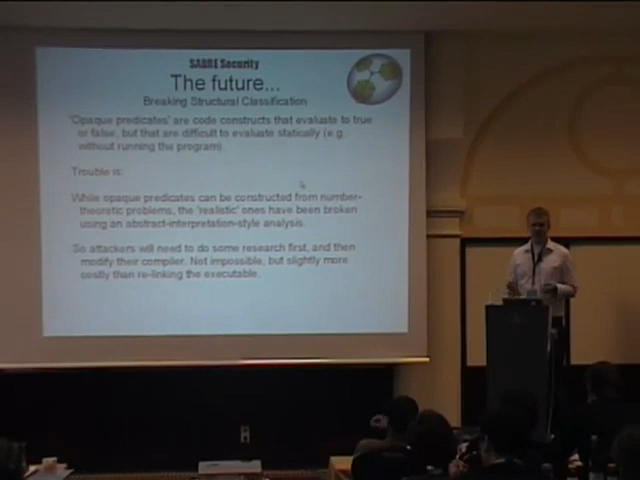 SABRE Security
The future...
Breaking Structural Classification
'Opaque predicates' are code constructs that evaluate to true
or false, but that are difficult to evaluate statically (e.g.
without running the program).
Trouble is:
While opaque predicates can be constructed from number-
theoretic problems, the 'realistic' ones have been broken
using an abstract-interpretation-style analysis.
So attackers will need to do some research first, and then
modify their compiler. Not impossible, but slightly more
costly than re-linking the executable.